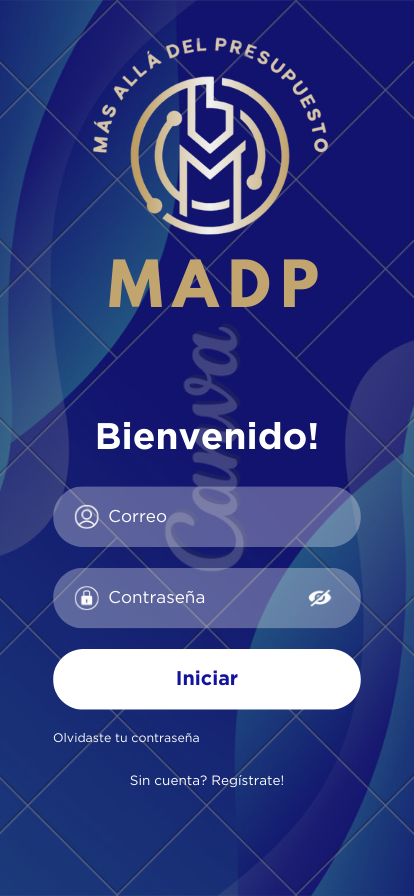 MÁS ALLÁ DEL PRESUPUESTO
MADP
Canva
Bienvenido!
Correo
Contraseña
Iniciar
Olvidaste tu contraseña
Sin cuenta? Regístrate!